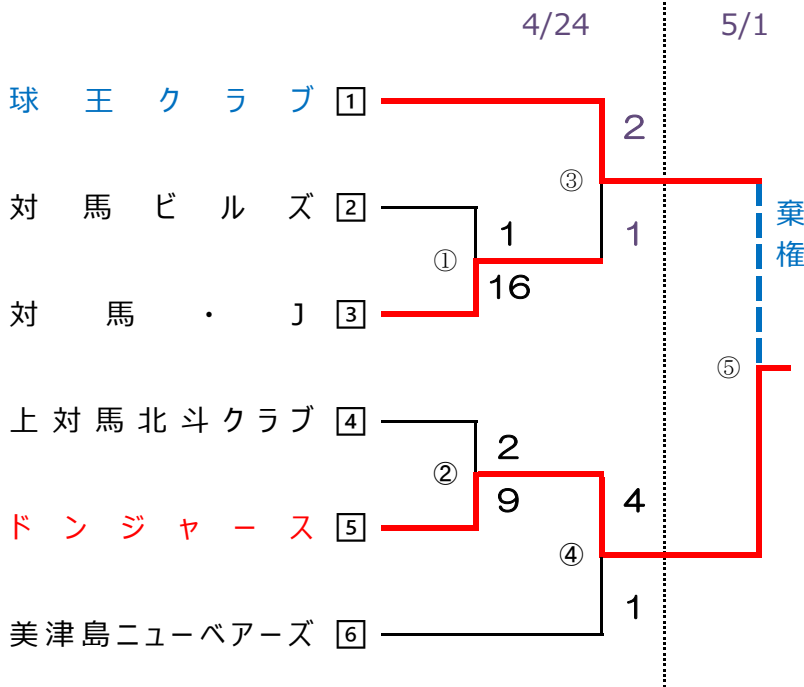 4/24 5/1
球王クラブ 1
2
③
対馬ビルズ 2
棄権
1
1
①
16
対馬・J 3
⑤
上対馬北斗クラブ 4
2
②
9
4
ドンジャース 5
④
1
美津島ニューベアーズ 6